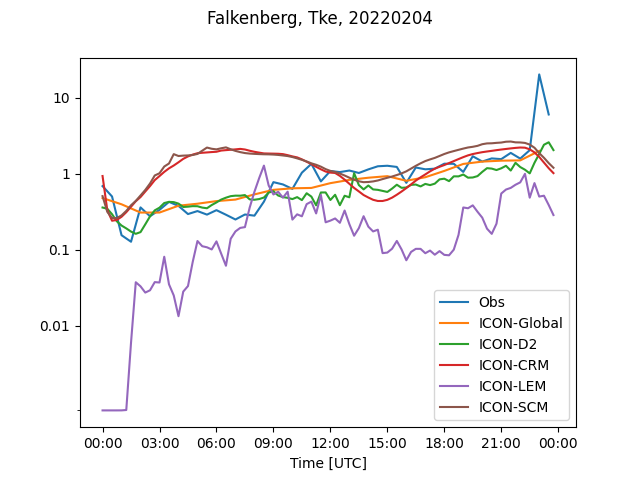 Falkenberg, Tke, 20220204
10
1
0.1
0.01
Obs
ICON-Global
ICON-D2
ICON-CRM
ICON-LEM
ICON-SCM
00:00 03:00 06:00 09:00 12:00 15:00 18:00 21:00 00:00
Time [UTC]